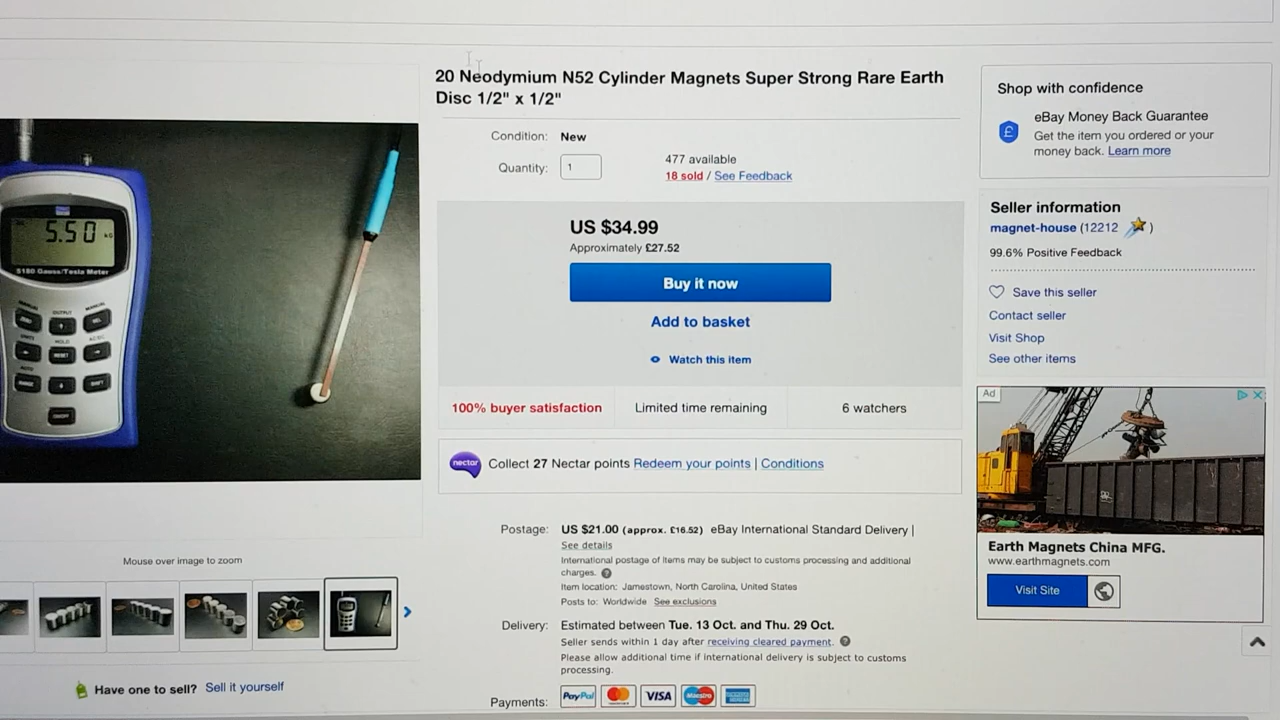 20 Neodymium N52 Cylinder Magnets Super Strong Rare Earth
Disc 1/2" x 1/2"
Condition: New
Quantity: 1
477 available
18 sold / See Feedback
US $34.99
Approximately £27.52
Buy it now
Add to basket
Watch this item
100% buyer satisfaction
Limited time remaining
6 watchers
nectar
Collect 27 Nectar points Redeem your points | Conditions
Postage: US $21.00 (approx. £16.52) eBay International Standard Delivery |
See details
International postage of items may be subject to customs processing and additional
charges.
Item location: Jamestown, North Carolina, United States
Posts to: Worldwide See exclusions
Delivery: Estimated between Tue. 13 Oct. and Thu. 29 Oct.
Seller sends within 1 day after receiving cleared payment.
Please allow additional time if international delivery is subject to customs
processing.
Payments: PayPal VISA Maestro
5.50
5180 Gauss/Tesla Meter
Mouse over image to zoom
Have one to sell? Sell it yourself
Shop with confidence
eBay Money Back Guarantee
Get the item you ordered or your
money back. Learn more
Seller information
magnet-house (12212 )
99.6% Positive Feedback
Save this seller
Contact seller
Visit Shop
See other items
Ad
Earth Magnets China MFG.
www.earthmagnets.com
Visit Site